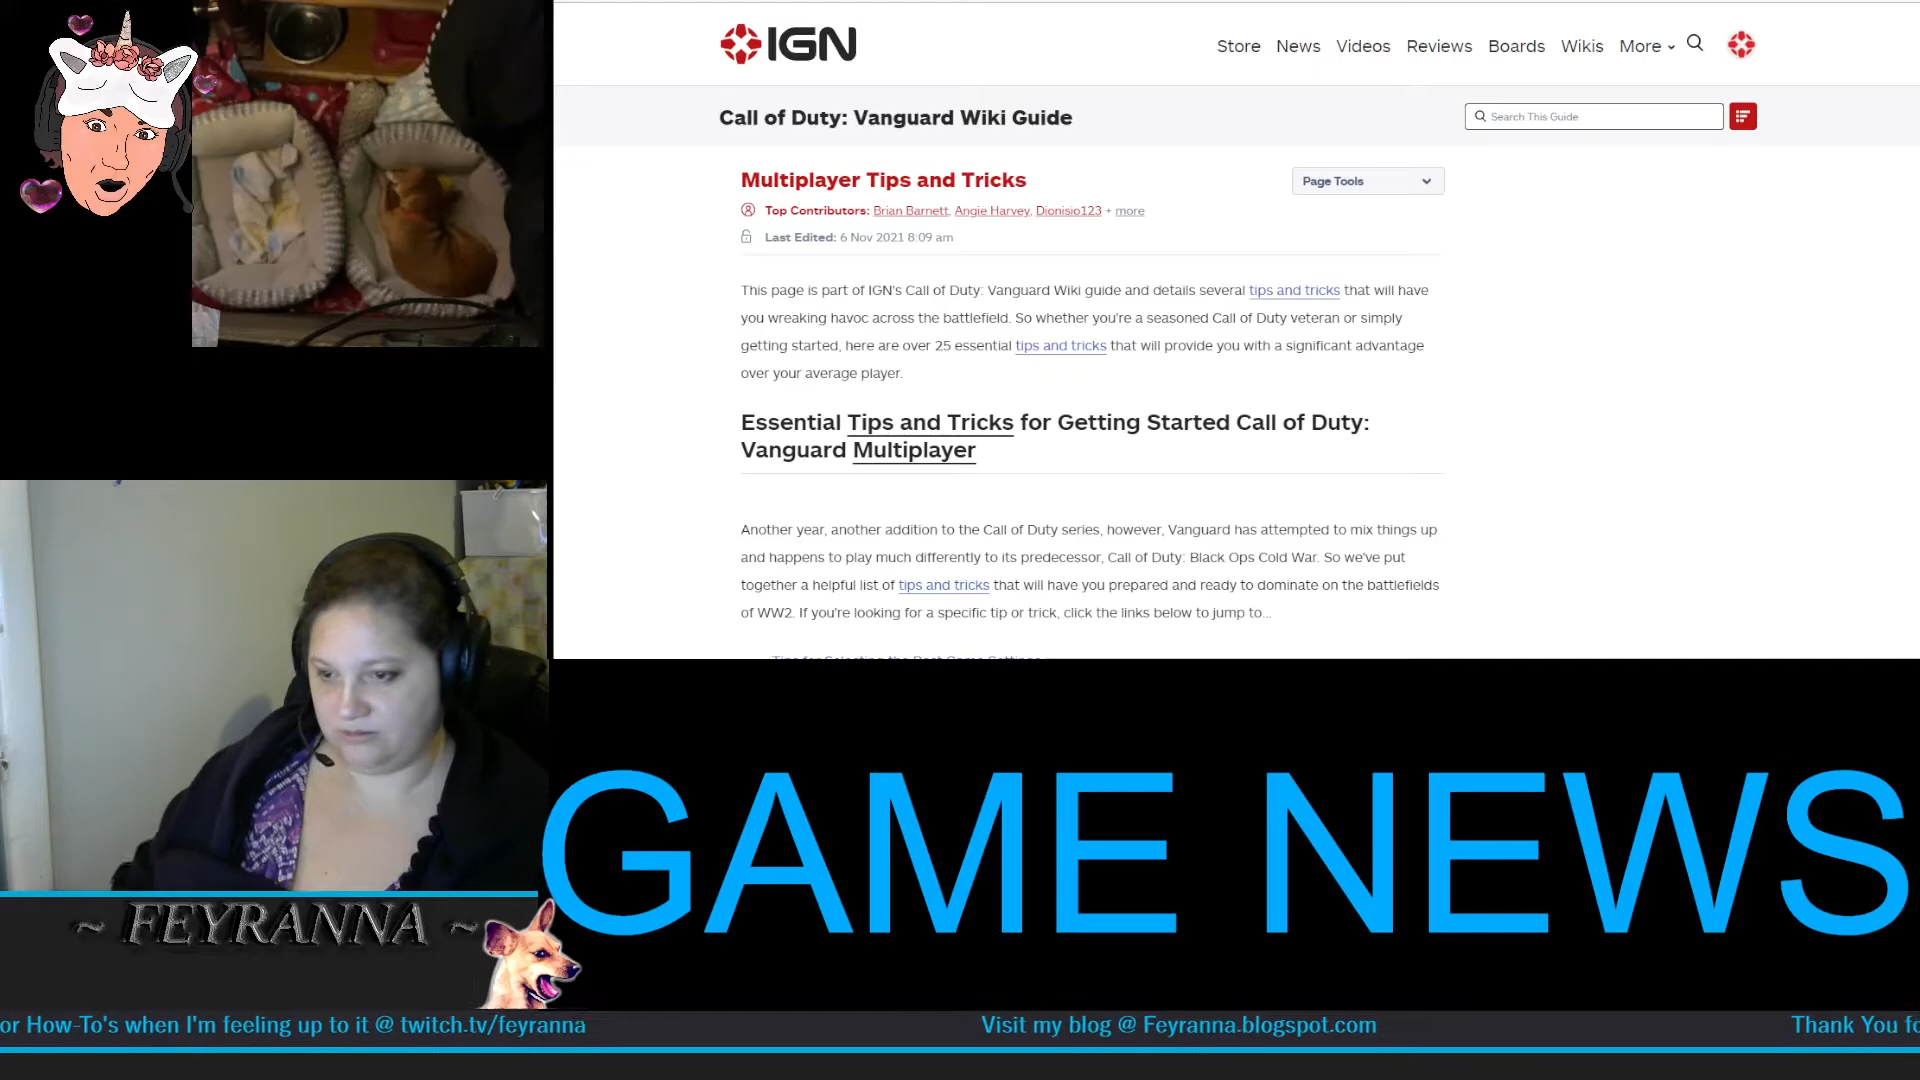 IGN
Store News Videos Reviews Boards Wikis More
Call of Duty: Vanguard Wiki Guide
Search This Guide
Multiplayer Tips and Tricks
Page Tools
Top Contributors: Brian Barnett, Angie Harvey, Dionisio123 + more
Last Edited: 6 Nov 2021 8:09 am
This page is part of IGN's Call of Duty: Vanguard Wiki guide and details several tips and tricks that will have
you wreaking havoc across the battlefield. So whether you're a seasoned Call of Duty veteran or simply
getting started, here are over 25 essential tips and tricks that will provide you with a significant advantage
over your average player.
Essential Tips and Tricks for Getting Started Call of Duty:
Vanguard Multiplayer
Another year, another addition to the Call of Duty series, however, Vanguard has attempted to mix things up
and happens to play much differently to its predecessor, Call of Duty: Black Ops Cold War. So we've put
together a helpful list of tips and tricks that will have you prepared and ready to dominate on the battlefields
of WW2. If you're looking for a specific tip or trick, click the links below to jump to...
Tips for Selecting the Best Game Settings
GAME NEWS
~ FEYRANNA ~
or How-To's when I'm feeling up to it @ twitch.tv/feyranna
Visit my blog @ Feyranna.blogspot.com
Thank You fo